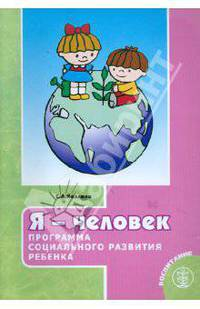 Я – человек
ПРОГРАММА
СОЦИАЛЬНОГО РАЗВИТИЯ
РЕБЕНКА
ВОСПИТАНИЕ